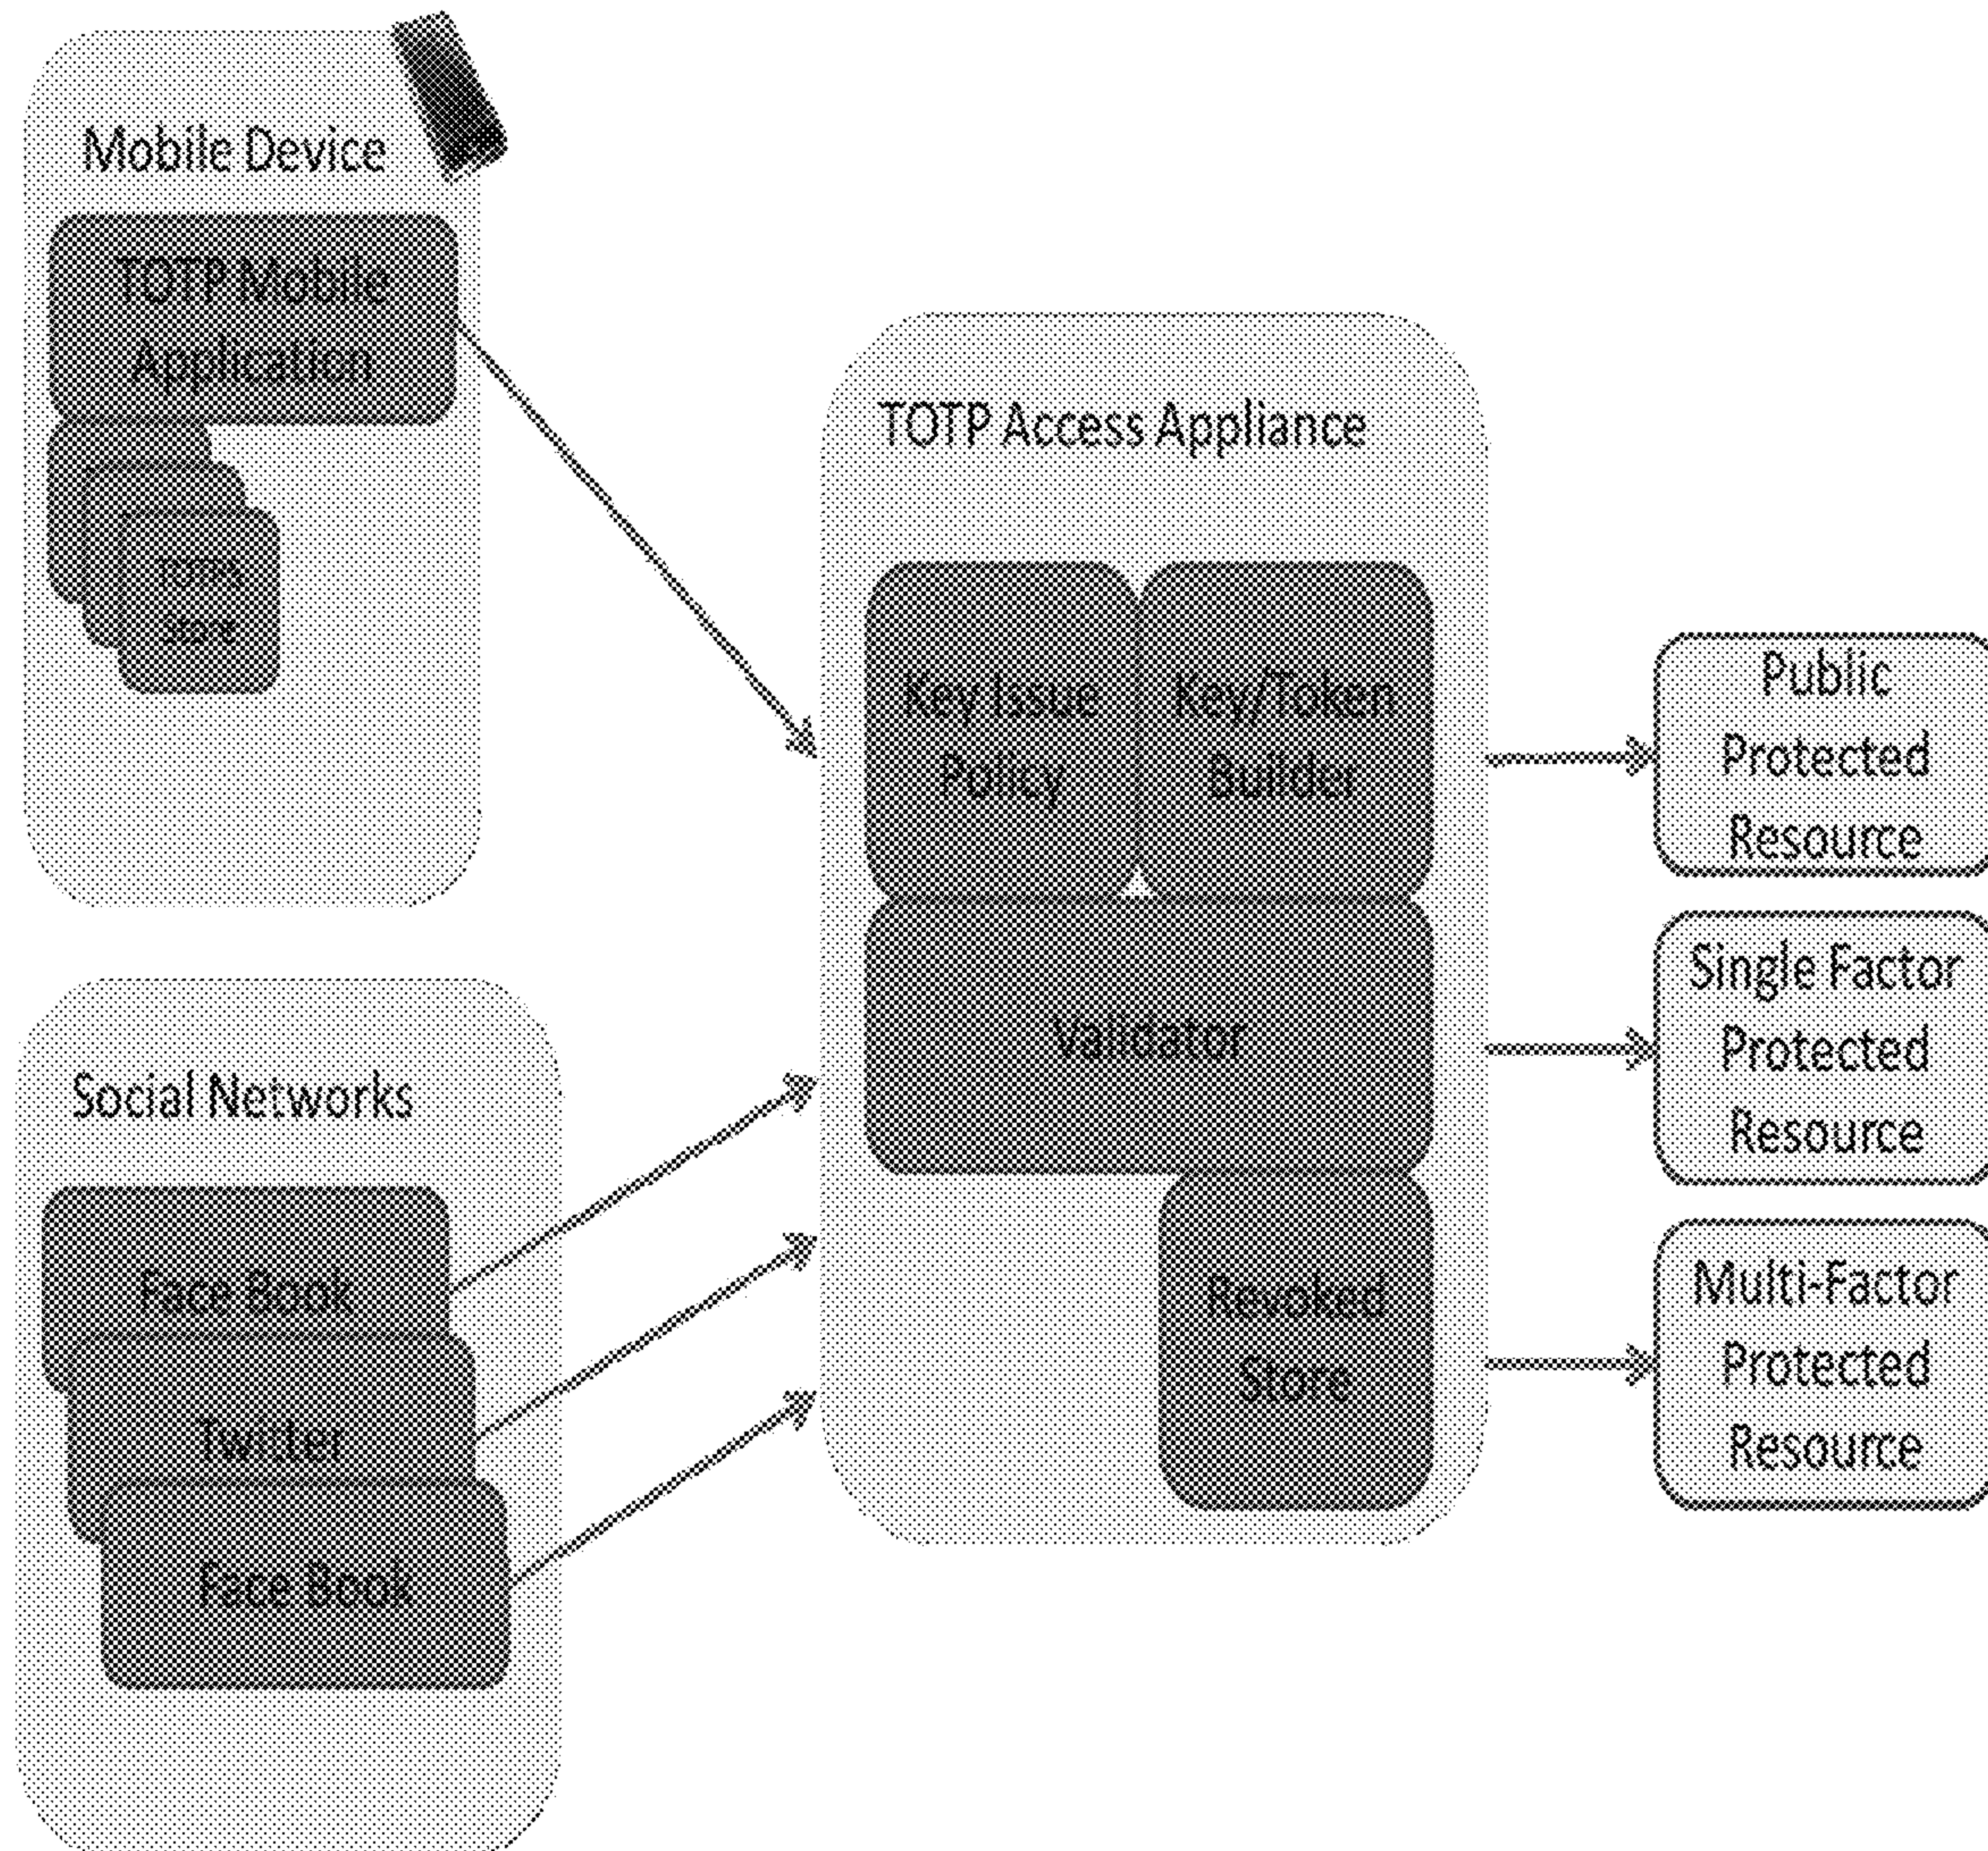 Mobile Device
TOTP Mobile
Application
Store
Social Networks
Face Book
Twitter
Face Book
TOTP Access Appliance
Key Issue
Policy
Key/Token
Builder
Validator
Revoked
Store
Public
Protected
Resource
Single Factor
Protected
Resource
Multi-Factor
Protected
Resource